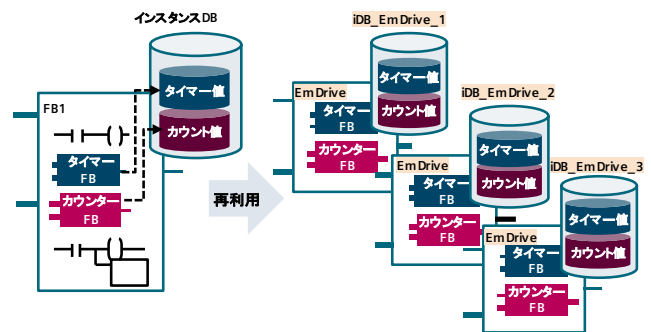 インスタンスDB
タイマー値
カウント値
FB1
タイマー
FB
カウンター
FB
再利用
iDB_EmDrive_1
タイマー値
カウント値
EmDrive
タイマー
FB
カウンター
FB
iDB_EmDrive_2
タイマー値
カウント値
EmDrive
タイマー
FB
カウンター
FB
iDB_EmDrive_3
タイマー値
カウント値
EmDrive
タイマー
FB
カウンター
FB